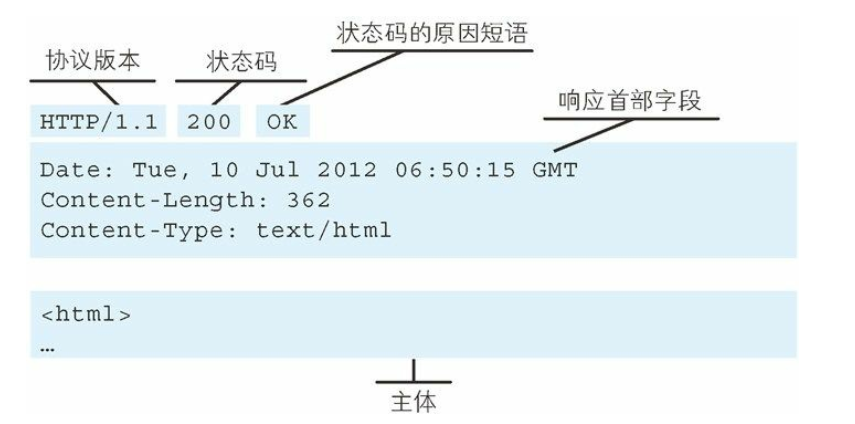 状态码的原因短语
协议版本 状态码
响应首部字段
HTTP/1.1 200 OK
Date: Tue, 10 Jul 2012 06:50:15 GMT
Content-Length: 362
Content-Type: text/html
<html>
…
主体